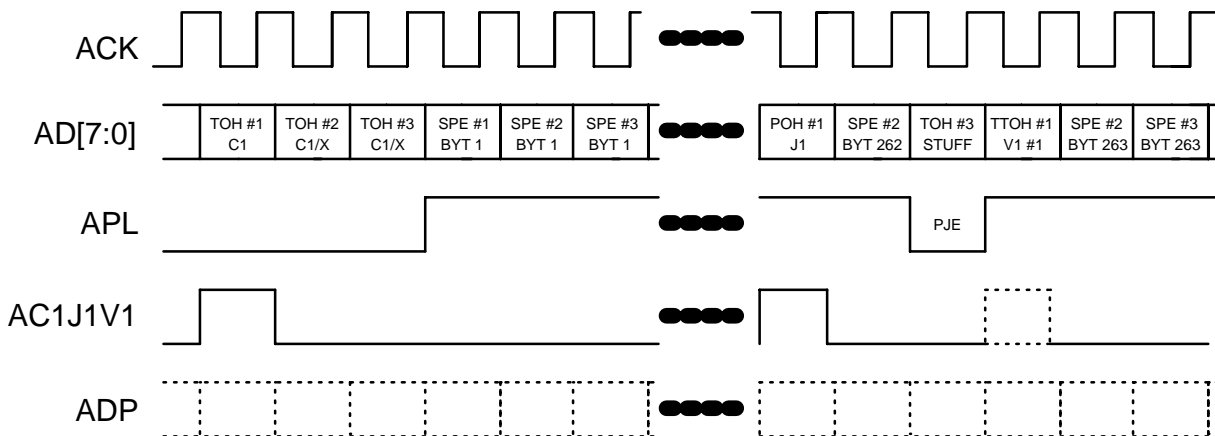 ACK
AD[7:0]
TOH #1
C1
TOH #2
C1/X
TOH #3
C1/X
SPE #1
BYT 1
SPE #2
BYT 1
SPE #3
BYT 1
POH #1
J1
SPE #2
BYT 262
TOH #3
STUFF
TTOH #1
V1 #1
SPE #2
BYT 263
SPE #3
BYT 263
APL
PJE
AC1J1V1
ADP